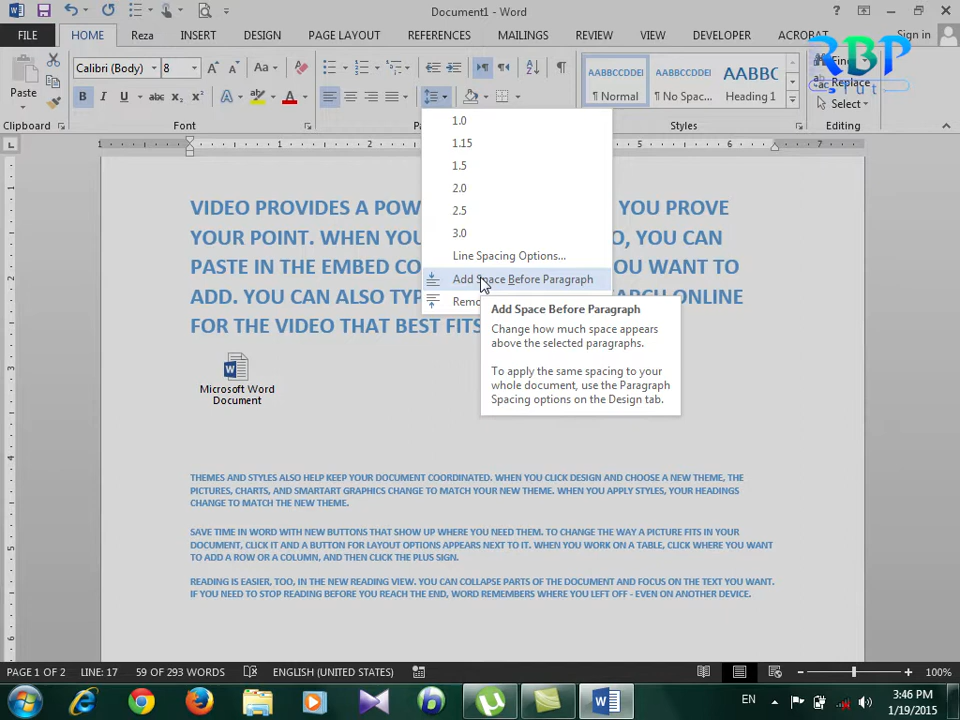 Document1 - Word
Sign in
FILE
HOME
Reza
INSERT
DESIGN
PAGE LAYOUT
REFERENCES
MAILINGS
REVIEW
VIEW
DEVELOPER
ACROBAT
RBP
Tut
Paste
Calibri (Body)
8
Aa
B I U abc x₂ x²
Find
Replace
Select
AABBCCDDEI
AABBCCDDEI
AABBC
¶ Normal
¶ No Spac...
Heading 1
Clipboard
Font
Styles
Editing
1.0
1.15
1.5
2.0
2.5
3.0
Line Spacing Options...
Add Space Before Paragraph
Add Space Before Paragraph
Change how much space appears
above the selected paragraphs.
To apply the same spacing to your
whole document, use the Paragraph
Spacing options on the Design tab.
VIDEO PROVIDES A YOU PROVE
YOUR POINT. WHEN YOU CAN
PASTE IN THE EMBED WANT TO
ADD. YOU CAN ALSO ONLINE
FOR THE VIDEO THAT BEST FITS
Microsoft Word
Document
THEMES AND STYLES ALSO HELP KEEP YOUR DOCUMENT COORDINATED. WHEN YOU CLICK DESIGN AND CHOOSE A NEW THEME, THE
PICTURES, CHARTS, AND SMARTART GRAPHICS CHANGE TO MATCH YOUR NEW THEME. WHEN YOU APPLY STYLES, YOUR HEADINGS
CHANGE TO MATCH THE NEW THEME.
SAVE TIME IN WORD WITH NEW BUTTONS THAT SHOW UP WHERE YOU NEED THEM. TO CHANGE THE WAY A PICTURE FITS IN YOUR
DOCUMENT, CLICK IT AND A BUTTON FOR LAYOUT OPTIONS APPEARS NEXT TO IT. WHEN YOU WORK ON A TABLE, CLICK WHERE YOU WANT
TO ADD A ROW OR A COLUMN, AND THEN CLICK THE PLUS SIGN.
READING IS EASIER, TOO, IN THE NEW READING VIEW. YOU CAN COLLAPSE PARTS OF THE DOCUMENT AND FOCUS ON THE TEXT YOU WANT.
IF YOU NEED TO STOP READING BEFORE YOU REACH THE END, WORD REMEMBERS WHERE YOU LEFT OFF - EVEN ON ANOTHER DEVICE.
PAGE 1 OF 2 LINE: 17 59 OF 293 WORDS ENGLISH (UNITED STATES) 100%
EN
3:46 PM
1/19/2015